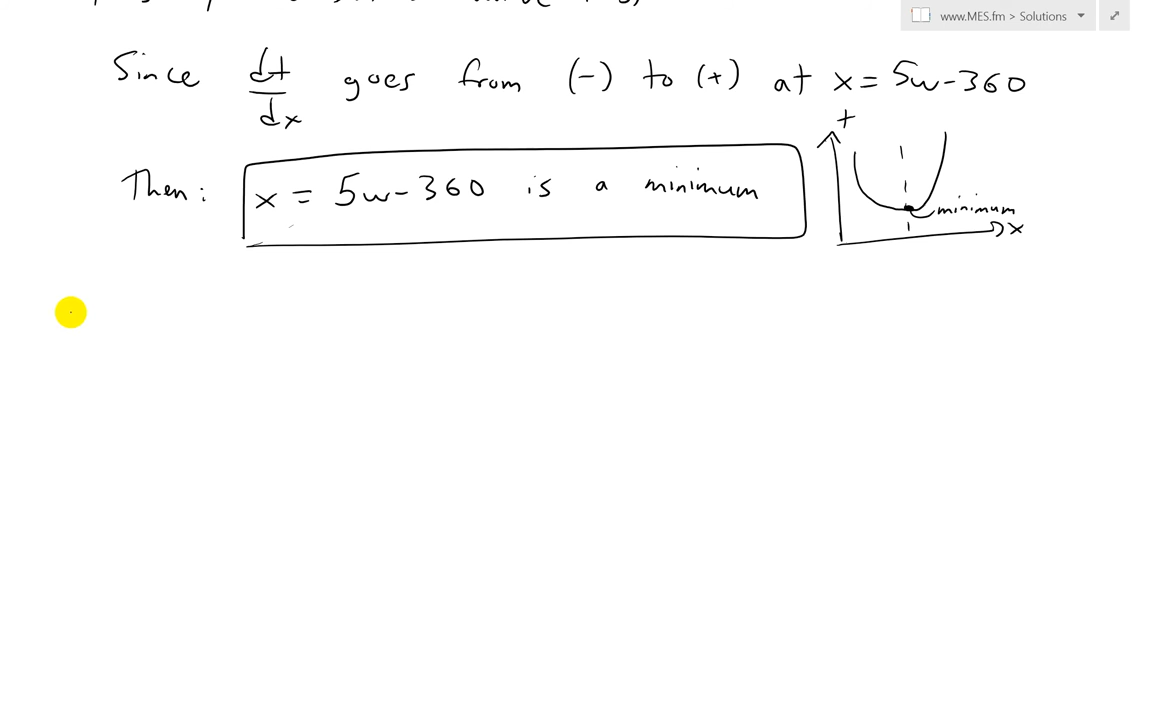 www.MES.fm > Solutions
Since dt/dx goes from (-) to (+) at x = 5w-360
Then: x = 5w-360 is a minimum
t
minimum
x